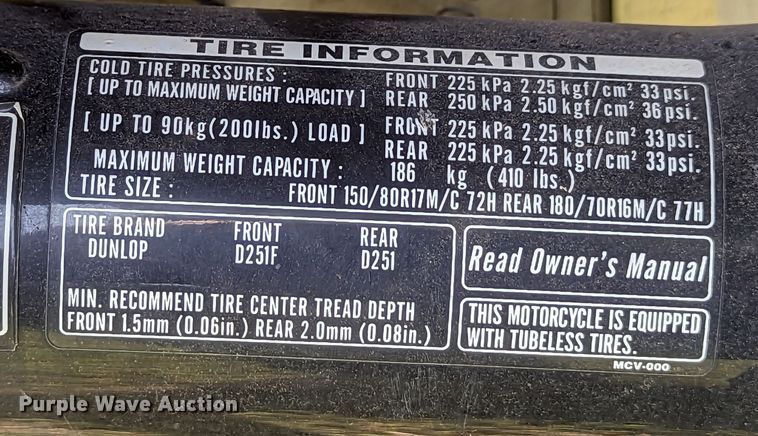 TIRE INFORMATION
COLD TIRE PRESSURES : FRONT 225 kPa 2.25 kgf/cm² 33 psi.
[ UP TO MAXIMUM WEIGHT CAPACITY ] REAR 250 kPa 2.50 kgf/cm² 36 psi.
[ UP TO 90kg(200lbs.) LOAD ] FRONT 225 kPa 2.25 kgf/cm² 33 psi.
REAR 225 kPa 2.25 kgf/cm² 33 psi.
MAXIMUM WEIGHT CAPACITY : 186 kg (410 lbs.)
TIRE SIZE : FRONT 150/80R17M/C 72H REAR 180/70R16M/C 77H
TIRE BRAND FRONT REAR
DUNLOP D251F D251
MIN. RECOMMEND TIRE CENTER TREAD DEPTH
FRONT 1.5mm (0.06in.) REAR 2.0mm (0.08in.)
Read Owner's Manual
THIS MOTORCYCLE IS EQUIPPED
WITH TUBELESS TIRES.
MCV-000
Purple Wave Auction